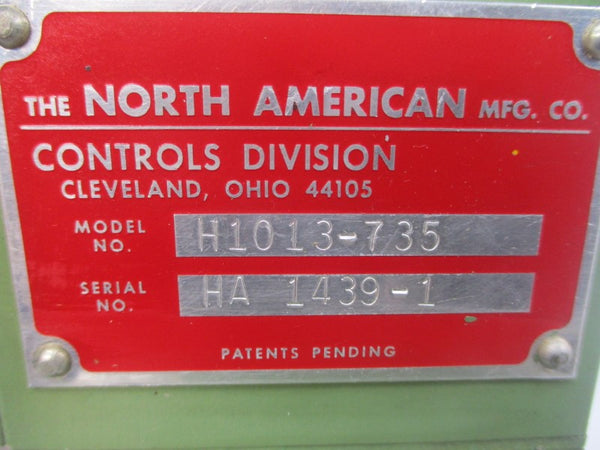 THE NORTH AMERICAN MFG. CO.
CONTROLS DIVISION
CLEVELAND, OHIO 44105
MODEL NO. H1013-735
SERIAL NO. HA 1439-1
PATENTS PENDING